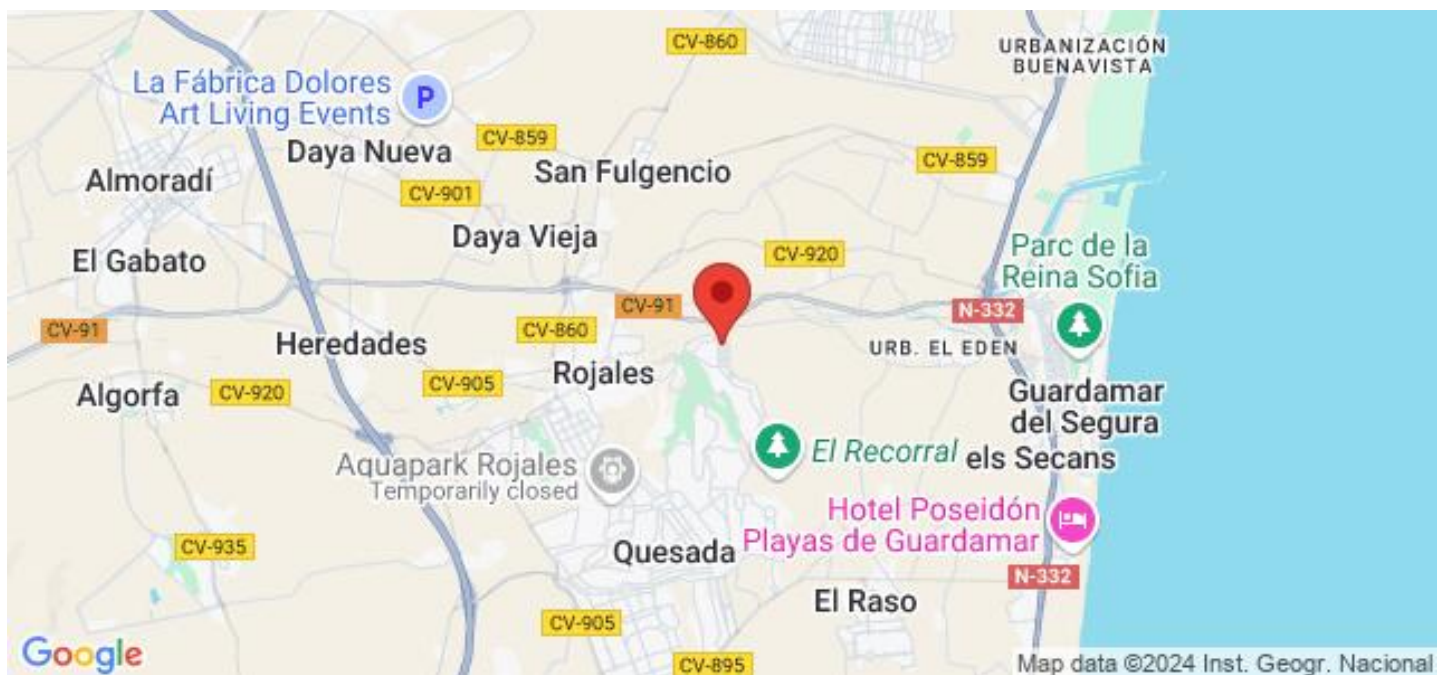 CV-860
URBANIZACIÓN
BUENAVISTA
La Fábrica Dolores
Art Living Events
P
CV-859
Daya Nueva
San Fulgencio
CV-859
Almoradí
CV-901
Daya Vieja
El Gabato
CV-920
Parc de la
Reina Sofia
CV-91
N-332
CV-91
CV-860
Heredades
URB. EL EDEN
Rojales
CV-905
Algorfa
CV-920
Guardamar
del Segura
El Recorral
els Secans
Aquapark Rojales
Temporarily closed
Hotel Poseidón
Playas de Guardamar
CV-935
Quesada
N-332
El Raso
CV-905
Google
CV-895
Map data ©2024 Inst. Geogr. Nacional